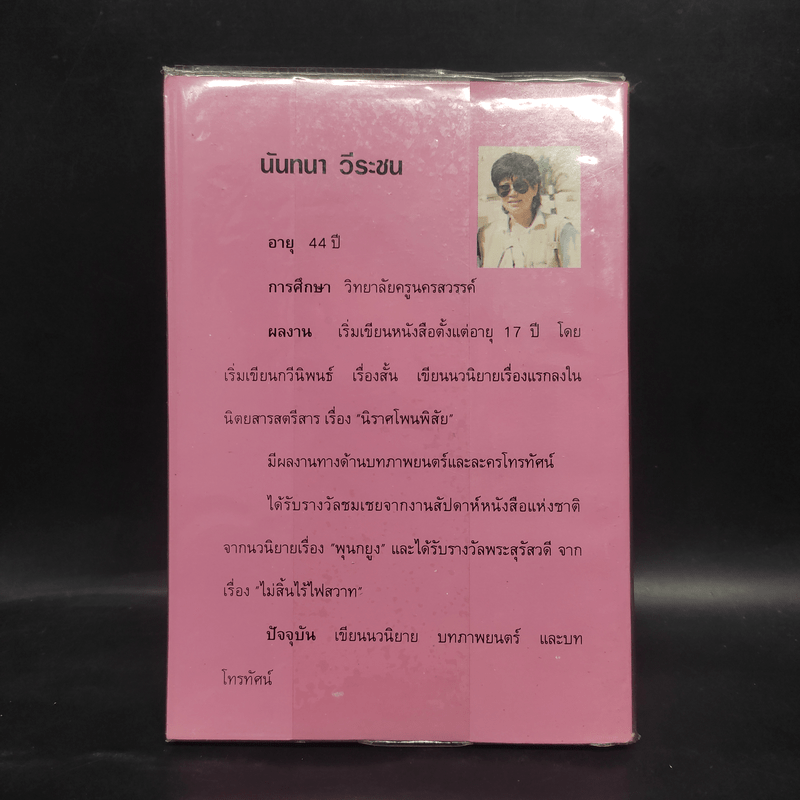 นันทนา วีระชน
อายุ 44 ปี
การศึกษา วิทยาลัยครูนครสวรรค์
ผลงาน เริ่มเขียนหนังสือตั้งแต่อายุ 17 ปี โดย
เริ่มเขียนกวีนิพนธ์ เรื่องสั้น เขียนนวนิยายเรื่องแรกลงใน
นิตยสารสตรีสาร เรื่อง "นิราศโพนพิสัย"
มีผลงานทางด้านบทภาพยนตร์และละครโทรทัศน์
ได้รับรางวัลชมเชยจากงานสัปดาห์หนังสือแห่งชาติ
จากนวนิยายเรื่อง "พุนกยูง" และได้รับรางวัลพระสุรัสวดี จาก
เรื่อง "ไม่สิ้นไร้ไฟสวาท"
ปัจจุบัน เขียนนวนิยาย บทภาพยนตร์ และบท
โทรทัศน์